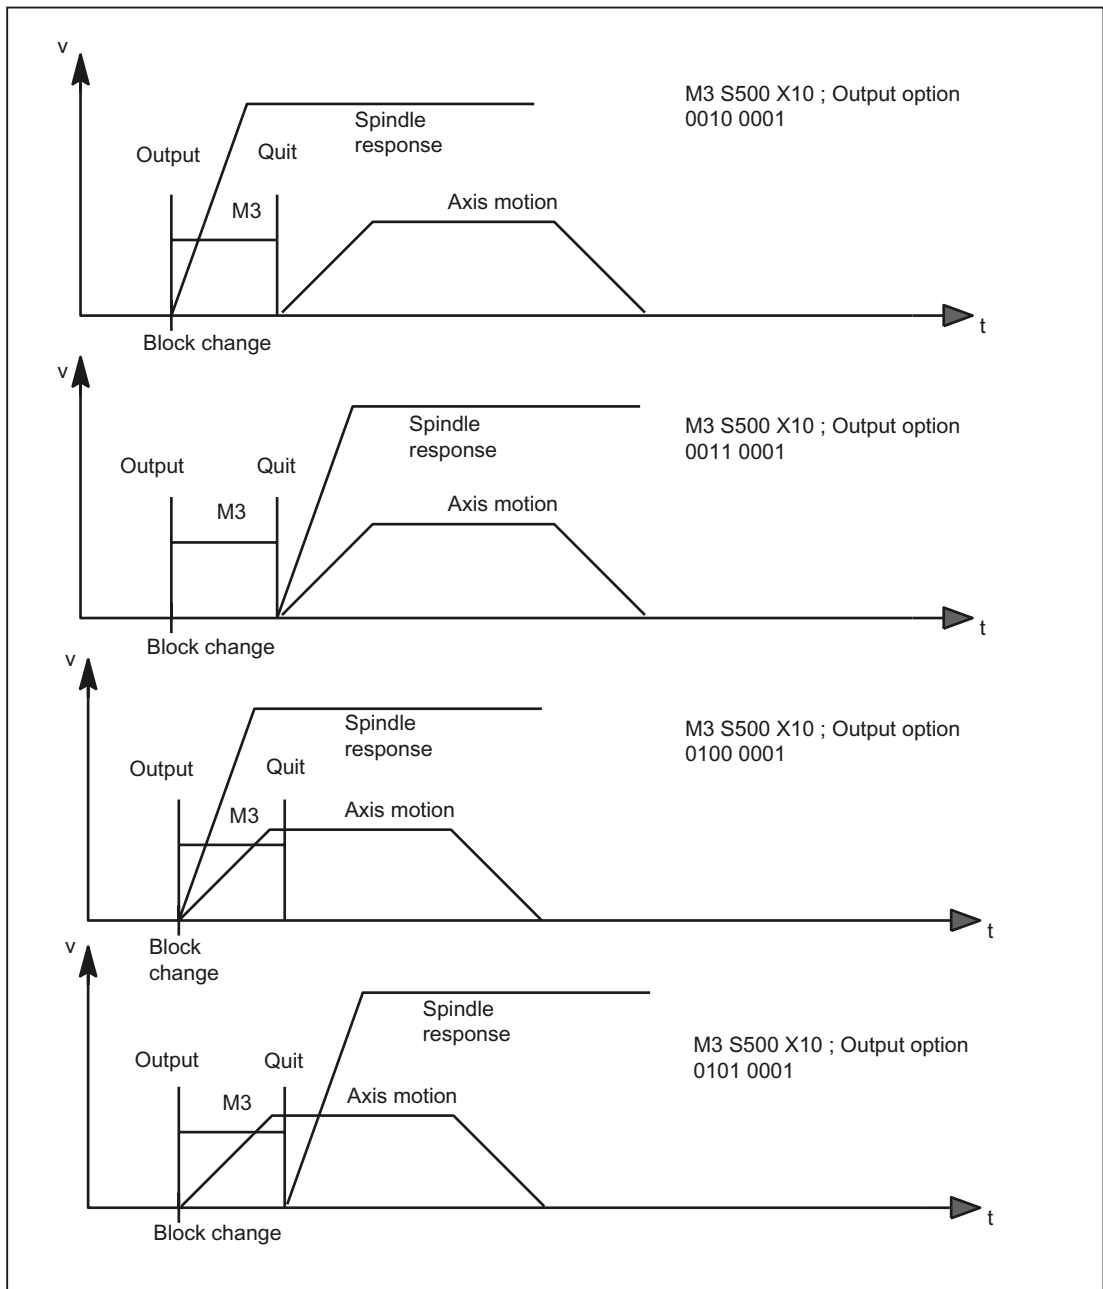 v
M3 S500 X10 ; Output option
0010 0001
Spindle
response
Output
Quit
M3
Axis motion
t
Block change
v
M3 S500 X10 ; Output option
0011 0001
Spindle
response
Output
Quit
M3
Axis motion
t
Block change
v
M3 S500 X10 ; Output option
0100 0001
Spindle
response
Output
Quit
M3
Axis motion
t
Block
change
v
Spindle
response
M3 S500 X10 ; Output option
0101 0001
Output
Quit
M3
Axis motion
t
Block change